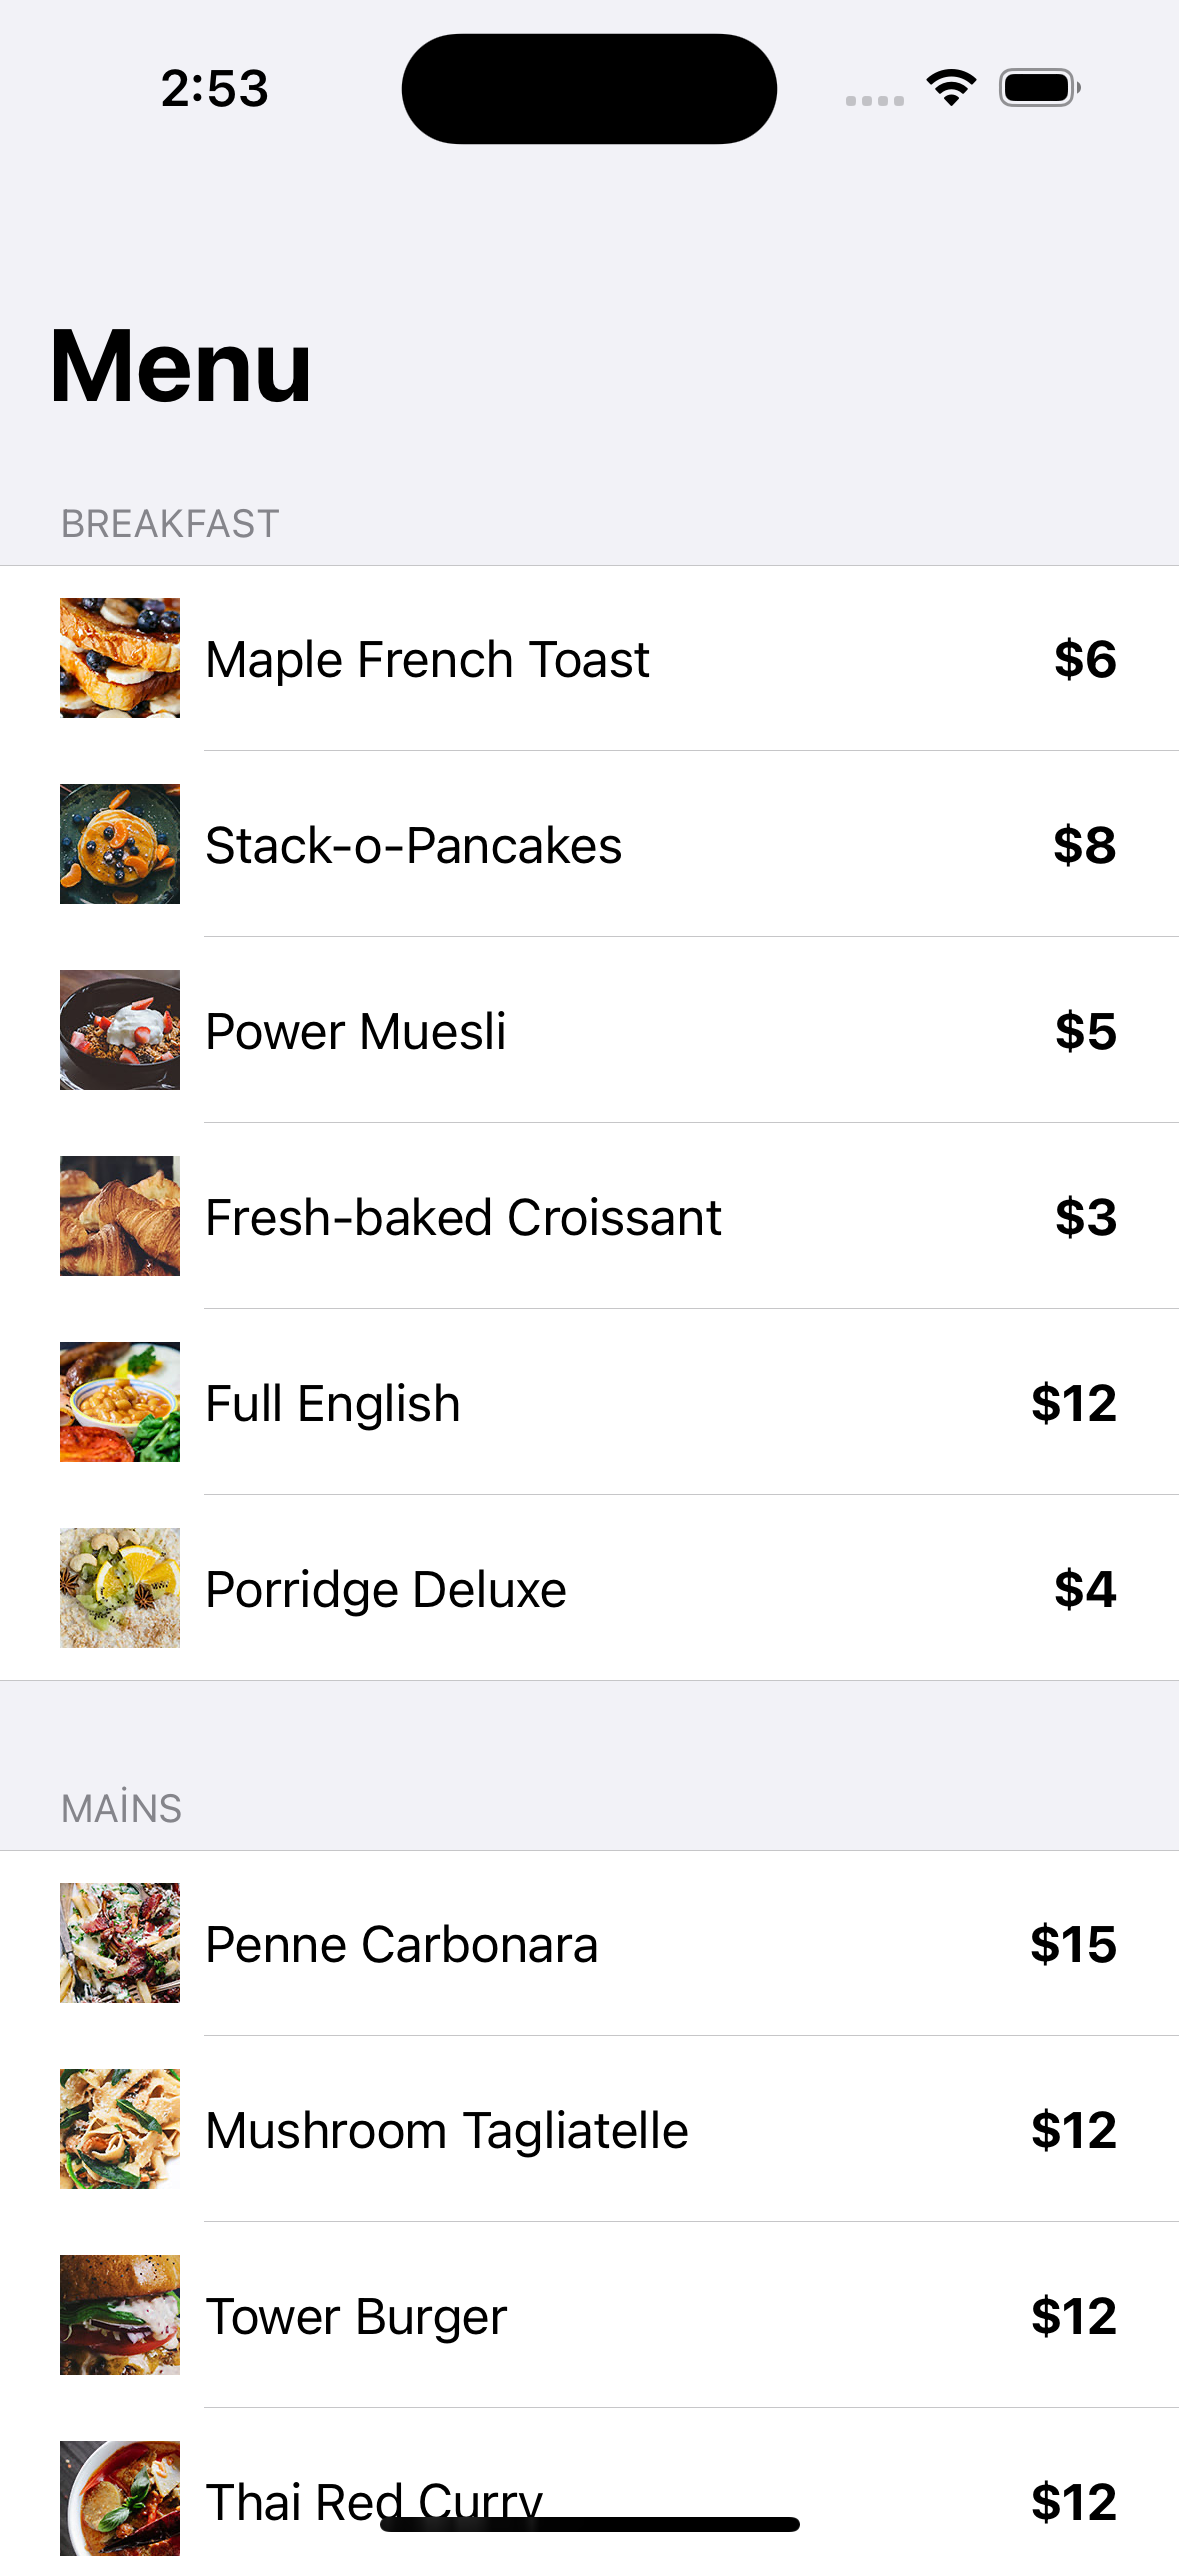 2:53
Menu
BREAKFAST
Maple French Toast $6
Stack-o-Pancakes $8
Power Muesli $5
Fresh-baked Croissant $3
Full English $12
Porridge Deluxe $4
MAİNS
Penne Carbonara $15
Mushroom Tagliatelle $12
Tower Burger $12
Thai Red Curry $12